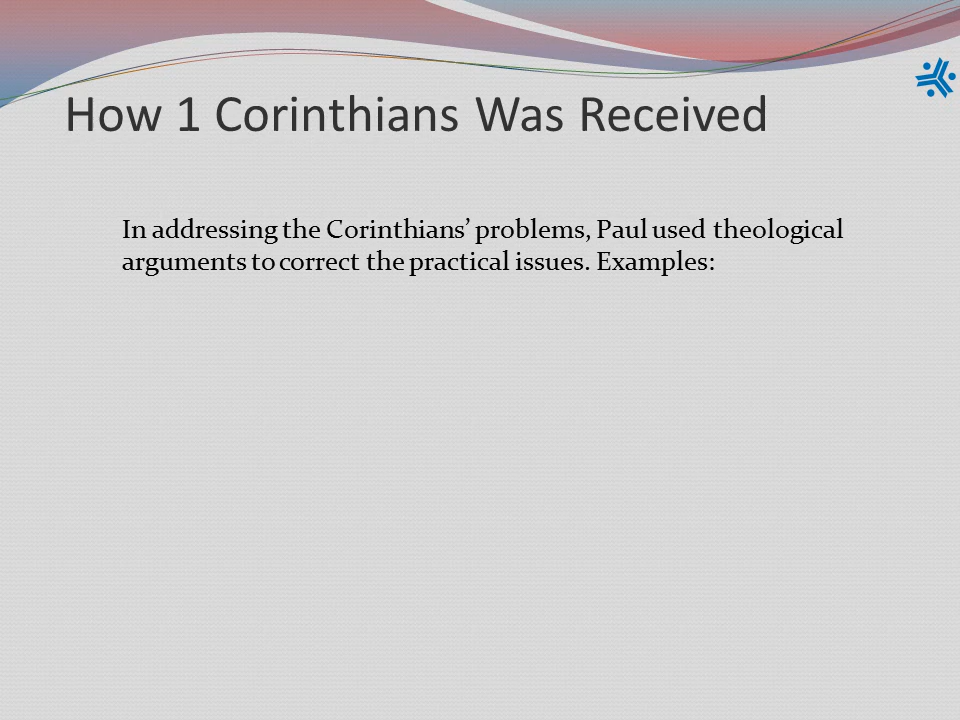 How 1 Corinthians Was Received
In addressing the Corinthians’ problems, Paul used theological
arguments to correct the practical issues. Examples: